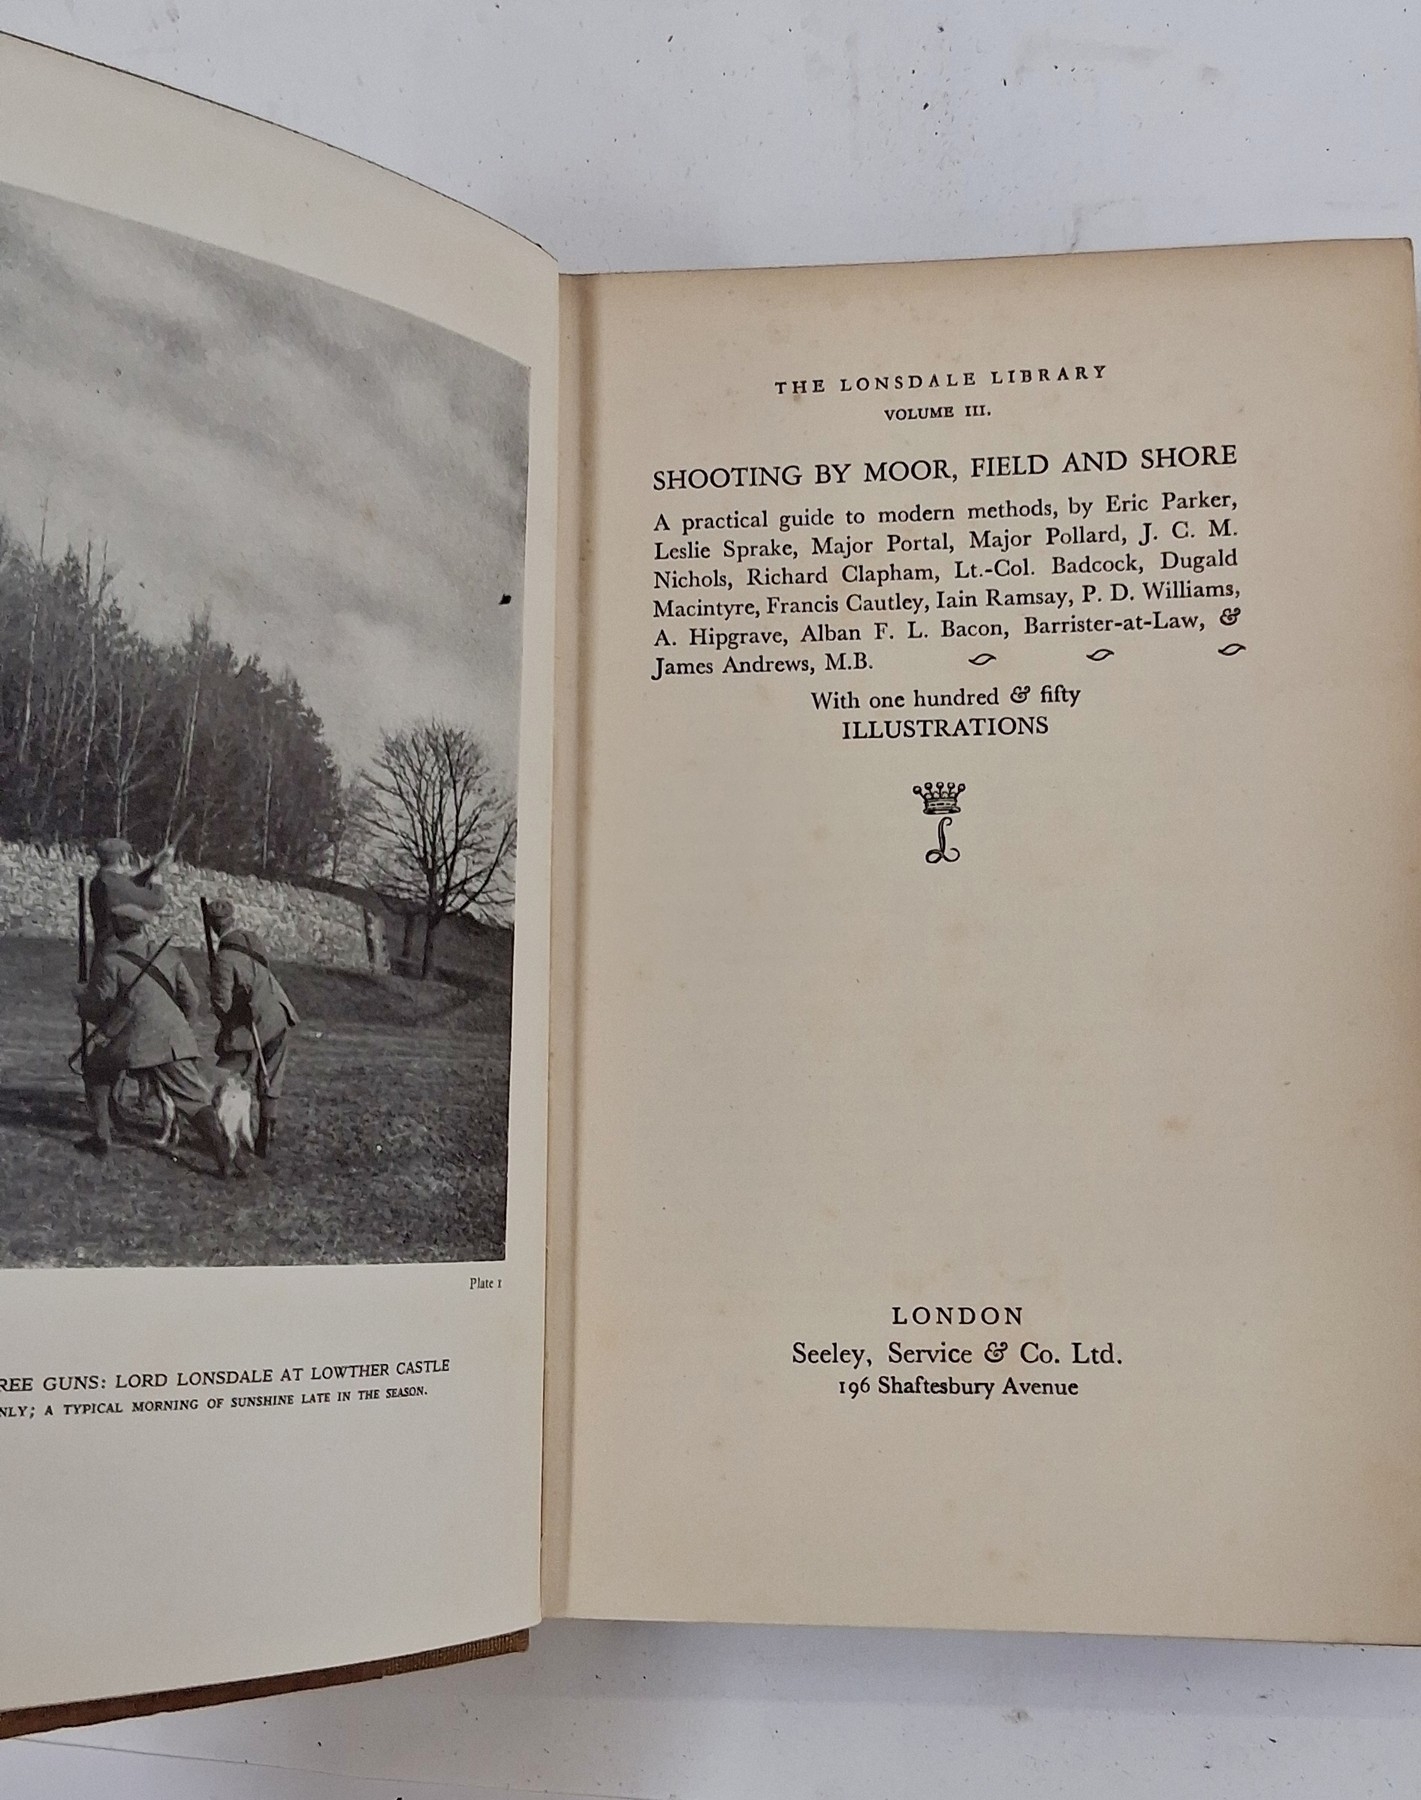 Plate 1
GUNS: LORD LONSDALE AT LOWTHER CASTLE
A TYPICAL MORNING OF SUNSHINE LATE IN THE SEASON.
THE LONSDALE LIBRARY
VOLUME III.
SHOOTING BY MOOR, FIELD AND SHORE
A practical guide to modern methods, by Eric Parker,
Leslie Sprake, Major Portal, Major Pollard, J. C. M.
Nichols, Richard Clapham, Lt.-Col. Badcock, Dugald
Macintyre, Francis Cautley, Iain Ramsay, P. D. Williams,
A. Hipgrave, Alban F. L. Bacon, Barrister-at-Law, &
James Andrews, M.B.
With one hundred & fifty
ILLUSTRATIONS
L
LONDON
Seeley, Service & Co. Ltd.
196 Shaftesbury Avenue